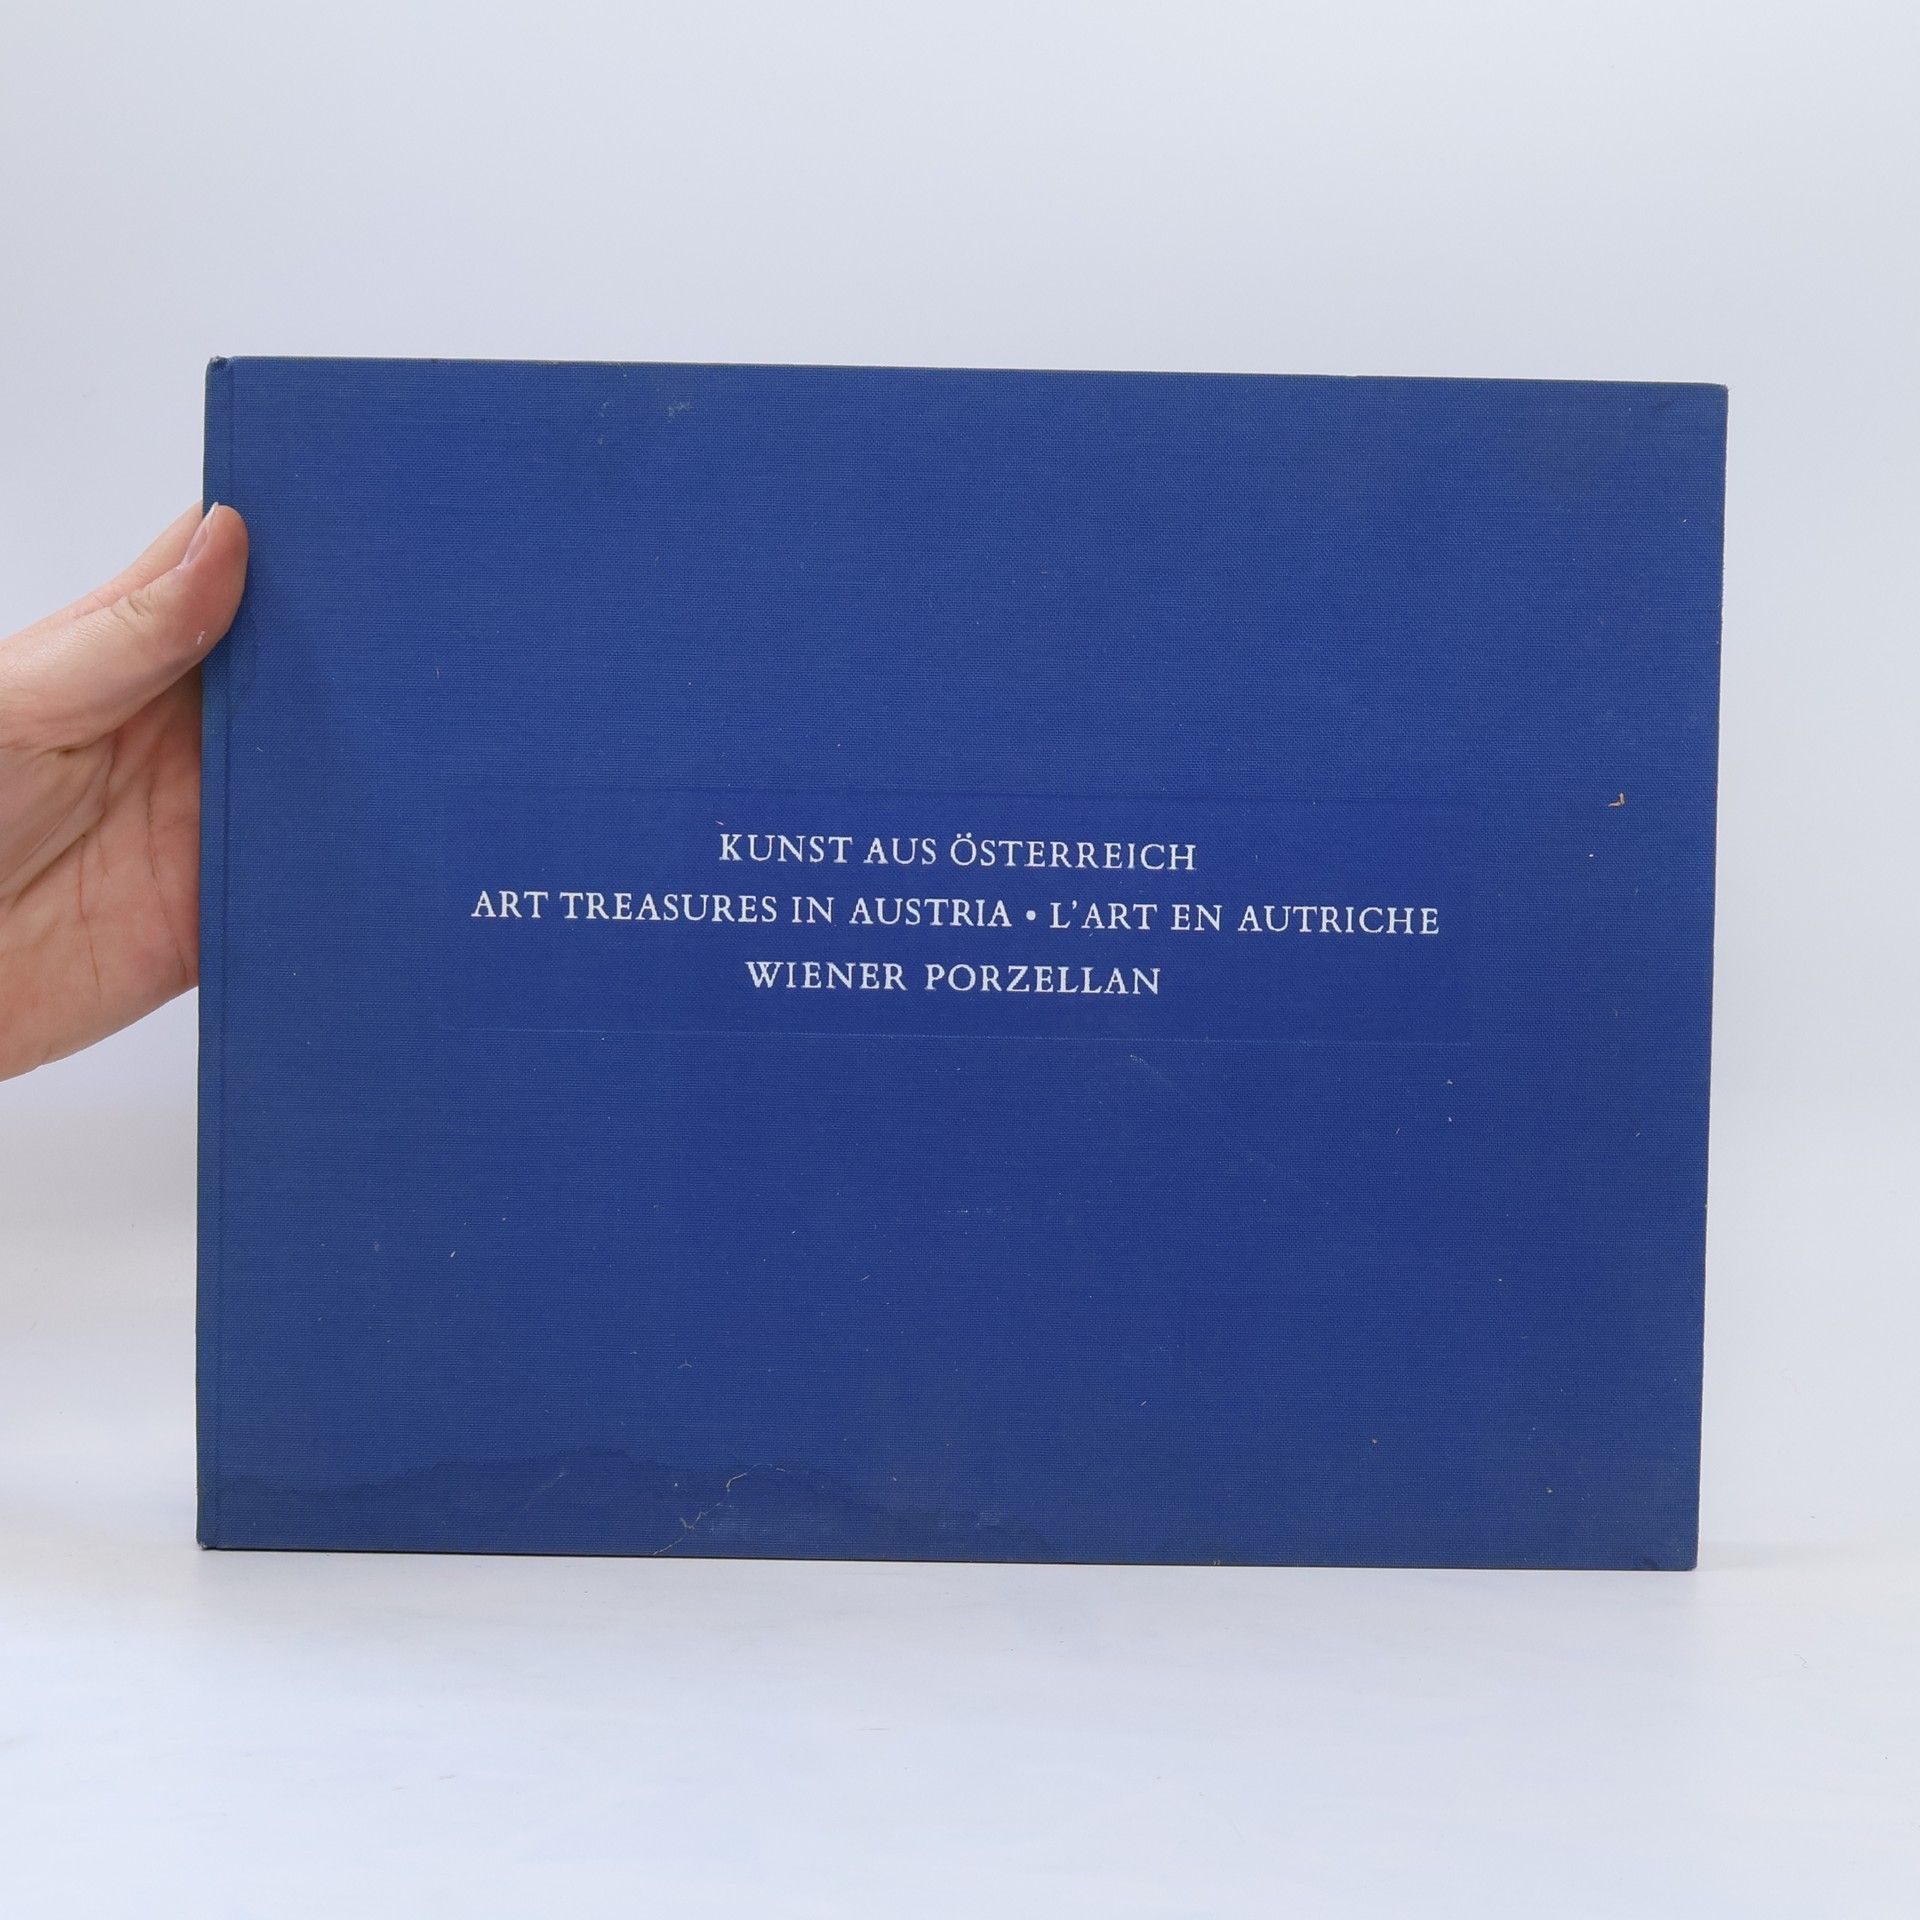 KUNST AUS ÖSTERREICH
ART TREASURES IN AUSTRIA • L'ART EN AUTRICHE
WIENER PORZELLAN